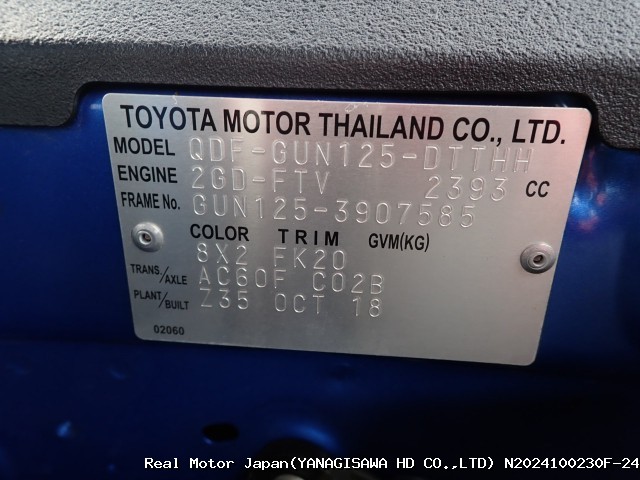 TOYOTA MOTOR THAILAND CO., LTD.
MODEL QDF-GUN125-DTTHH
ENGINE 2GD-FTV 2393 CC
FRAME No. GUN125-3907585
COLOR TRIM GVM(KG)
8X2 FK20
TRANS./AXLE AC60F C02B
PLANT/BUILT Z35 OCT 18
02060
Real Motor Japan(YANAGISAWA HD CO.,LTD) N2024100230F-24